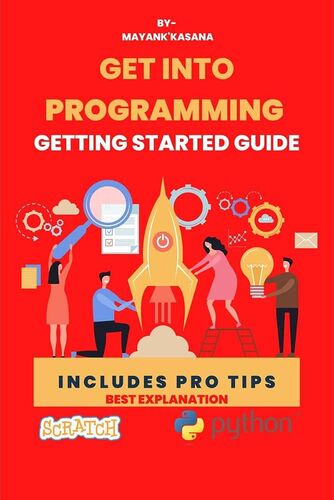 BY-
MAYANK'KASANA
GET INTO
PROGRAMMING
GETTING STARTED GUIDE
INCLUDES PRO TIPS
BEST EXPLANATION
SCRATCH
python